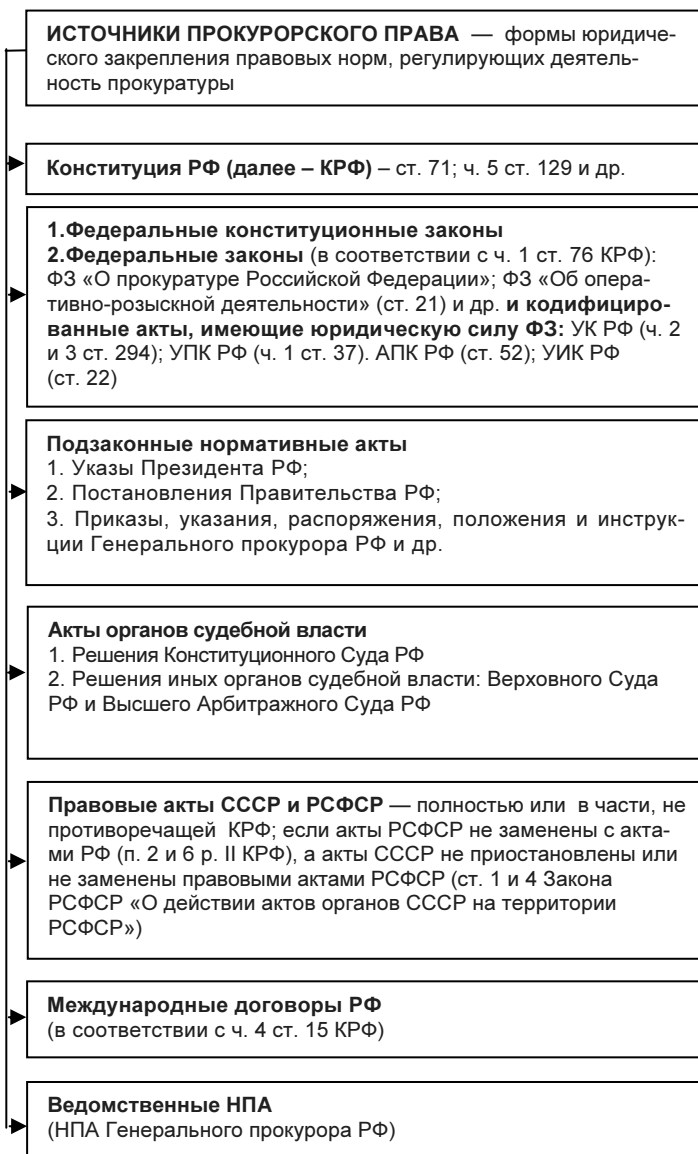 ИСТОЧНИКИ ПРОКУРОРСКОГО ПРАВА — формы юридиче-
ского закрепления правовых норм, регулирующих деятель-
ность прокуратуры
Конституция РФ (далее – КРФ) – ст. 71; ч. 5 ст. 129 и др.
1.Федеральные конституционные законы
2.Федеральные законы (в соответствии с ч. 1 ст. 76 КРФ):
ФЗ «О прокуратуре Российской Федерации»; ФЗ «Об опера-
тивно-розыскной деятельности» (ст. 21) и др. и кодифициро-
ванные акты, имеющие юридическую силу ФЗ: УК РФ (ч. 2
и 3 ст. 294); УПК РФ (ч. 1 ст. 37). АПК РФ (ст. 52); УИК РФ
(ст. 22)
Подзаконные нормативные акты
1. Указы Президента РФ;
2. Постановления Правительства РФ;
3. Приказы, указания, распоряжения, положения и инструк-
ции Генерального прокурора РФ и др.
Акты органов судебной власти
1. Решения Конституционного Суда РФ
2. Решения иных органов судебной власти: Верховного Суда
РФ и Высшего Арбитражного Суда РФ
Правовые акты СССР и РСФСР — полностью или в части, не
противоречащей КРФ; если акты РСФСР не заменены с акта-
ми РФ (п. 2 и 6 р. II КРФ), а акты СССР не приостановлены или
не заменены правовыми актами РСФСР (ст. 1 и 4 Закона
РСФСР «О действии актов органов СССР на территории
РСФСР»)
Международные договоры РФ
(в соответствии с ч. 4 ст. 15 КРФ)
Ведомственные НПА
(НПА Генерального прокурора РФ)